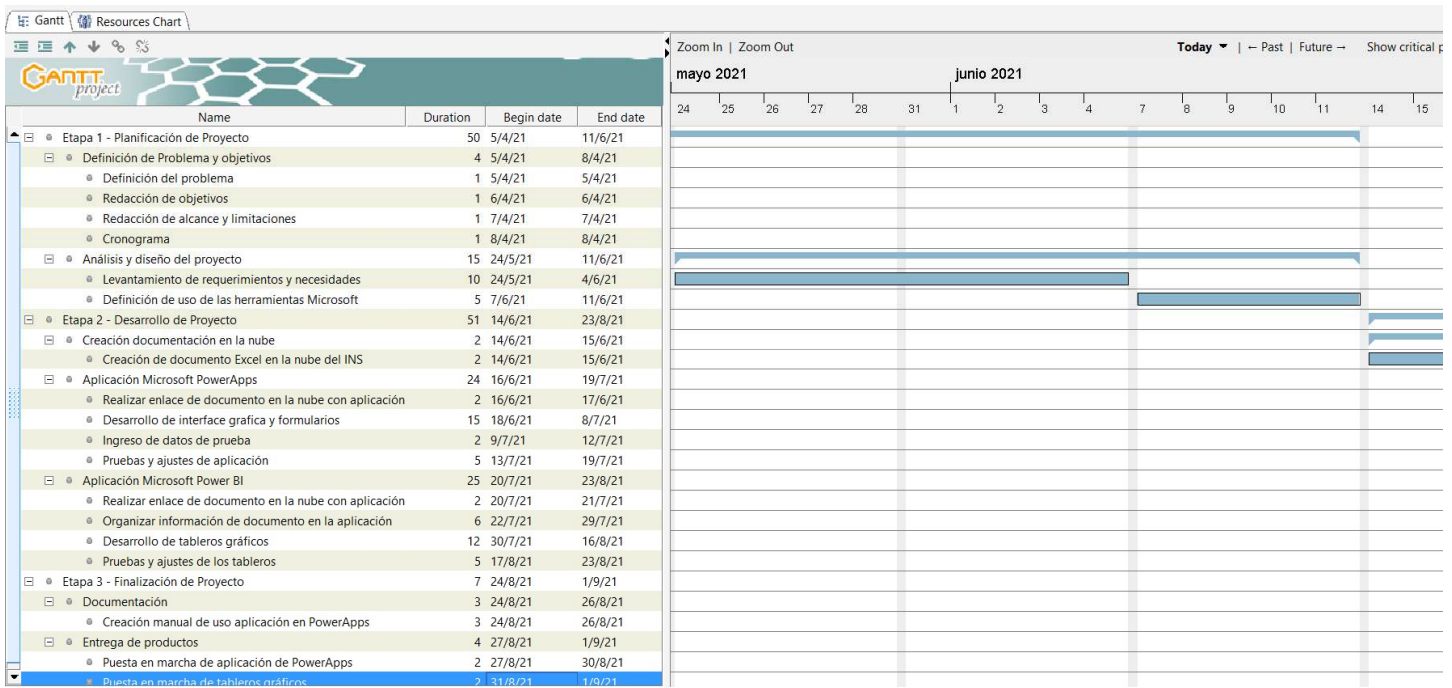 Gantt Resources Chart
Zoom In | Zoom Out Today | ← Past | Future → Show critical p
GANTT project
mayo 2021 junio 2021
24 25 26 27 28 31 1 2 3 4 7 8 9 10 11 14 15
Name Duration Begin date End date
Etapa 1 - Planificación de Proyecto 50 5/4/21 11/6/21
Definición de Problema y objetivos 4 5/4/21 8/4/21
Definición del problema 1 5/4/21 5/4/21
Redacción de objetivos 1 6/4/21 6/4/21
Redacción de alcance y limitaciones 1 7/4/21 7/4/21
Cronograma 1 8/4/21 8/4/21
Análisis y diseño del proyecto 15 24/5/21 11/6/21
Levantamiento de requerimientos y necesidades 10 24/5/21 4/6/21
Definición de uso de las herramientas Microsoft 5 7/6/21 11/6/21
Etapa 2 - Desarrollo de Proyecto 51 14/6/21 23/8/21
Creación documentación en la nube 2 14/6/21 15/6/21
Creación de documento Excel en la nube del INS 2 14/6/21 15/6/21
Aplicación Microsoft PowerApps 24 16/6/21 19/7/21
Realizar enlace de documento en la nube con aplicación 2 16/6/21 17/6/21
Desarrollo de interface grafica y formularios 15 18/6/21 8/7/21
Ingreso de datos de prueba 2 9/7/21 12/7/21
Pruebas y ajustes de aplicación 5 13/7/21 19/7/21
Aplicación Microsoft Power BI 25 20/7/21 23/8/21
Realizar enlace de documento en la nube con aplicación 2 20/7/21 21/7/21
Organizar información de documento en la aplicación 6 22/7/21 29/7/21
Desarrollo de tableros gráficos 12 30/7/21 16/8/21
Pruebas y ajustes de los tableros 5 17/8/21 23/8/21
Etapa 3 - Finalización de Proyecto 7 24/8/21 1/9/21
Documentación 3 24/8/21 26/8/21
Creación manual de uso aplicación en PowerApps 3 24/8/21 26/8/21
Entrega de productos 4 27/8/21 1/9/21
Puesta en marcha de aplicación de PowerApps 2 27/8/21 30/8/21
Puesta en marcha de tableros gráficos 2 31/8/21 1/9/21